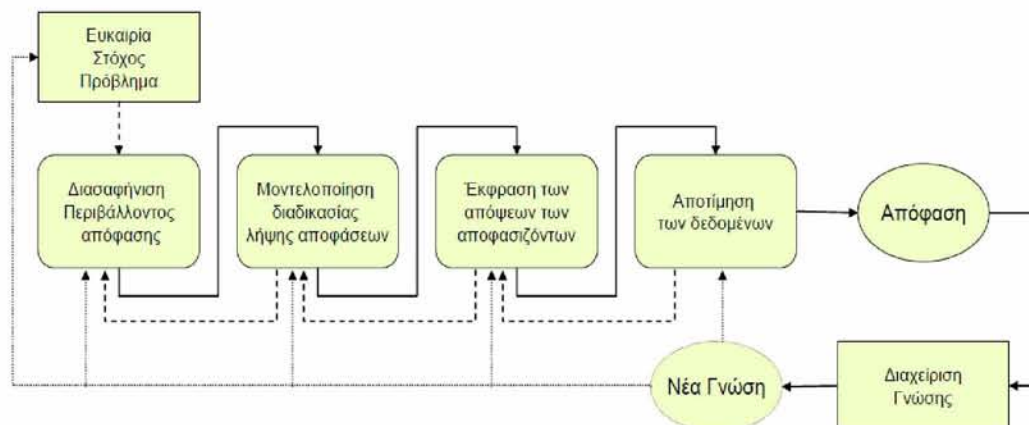 Ευκαιρία
Στόχος
Πρόβλημα
Διασαφήνιση
Περιβάλλοντος
απόφασης
Μοντελοποίηση
διαδικασίας
λήψης αποφάσεων
Έκφραση των
απόψεων των
αποφασιζόντων
Αποτίμηση
των δεδομένων
Απόφαση
Νέα Γνώση
Διαχείριση
Γνώσης